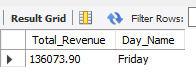 Result Grid Filter Rows:
Total_Revenue Day_Name
136073.90 Friday